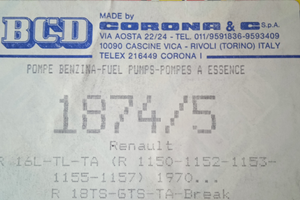 MADE IN ITALY
BCD
CORONA & C S.p.A.
VIA AOSTA 22/24 - TEL. 011/9591836-9593409
10090 CASCINE VICA - RIVOLI (TORINO) ITALY
TELEX 216449 CORONA I
POMPE BENZINA-FUEL PUMPS-POMPES A ESSENCE
1874/5
Renault
R 16L-TL-TA (R 1150-1152-1153-
1155-1157) 1970...
R 18TS-GTS-TA-Break